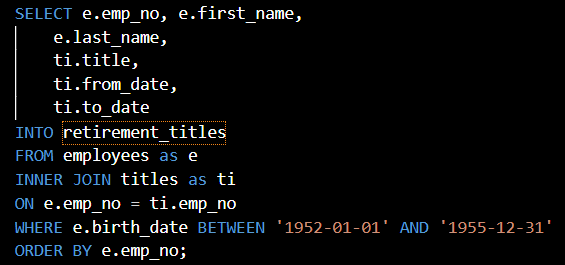 SELECT e.emp_no, e.first_name,
e.last_name,
ti.title,
ti.from_date,
ti.to_date
INTO retirement_titles
FROM employees as e
INNER JOIN titles as ti
ON e.emp_no = ti.emp_no
WHERE e.birth_date BETWEEN '1952-01-01' AND '1955-12-31'
ORDER BY e.emp_no;